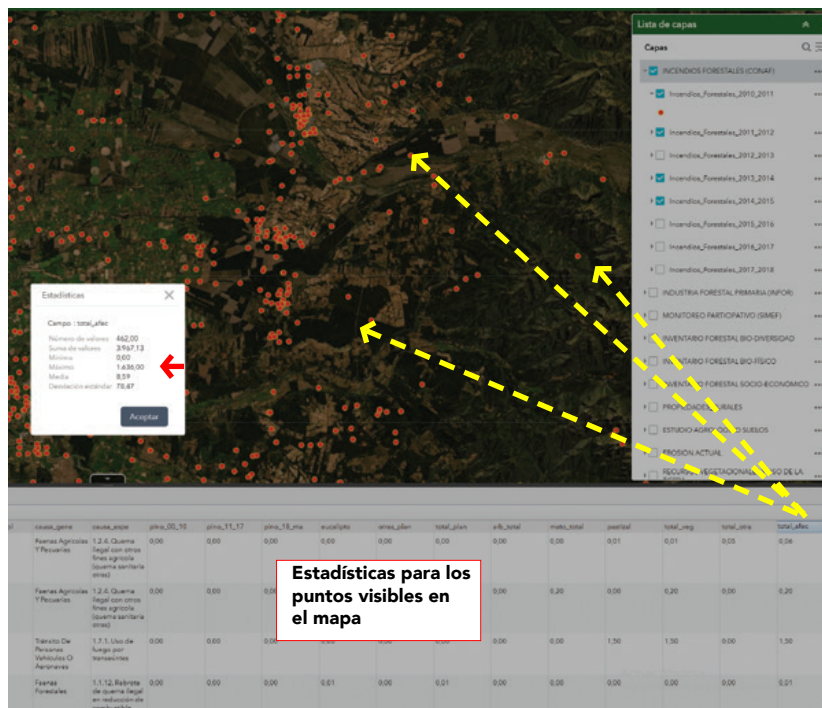 Lista de capas
Capas
INCENDIOS FORESTALES (CONAF)
Incendios_Forestales_2010_2011
Incendios_Forestales_2011_2012
Incendios_Forestales_2012_2013
Incendios_Forestales_2013_2014
Incendios_Forestales_2014_2015
Incendios_Forestales_2015_2016
Incendios_Forestales_2016_2017
Incendios_Forestales_2017_2018
INDUSTRIA FORESTAL PRIMARIA (INFOR)
MONITOREO PARTICIPATIVO (SIMEF)
INVENTARIO FORESTAL BIO-DIVERSIDAD
INVENTARIO FORESTAL BIO-FÍSICO
INVENTARIO FORESTAL SOCIO-ECONÓMICO
PROPIEDADES RURALES
ESTUDIO AGROLÓGICO SUELOS
EROSION ACTUAL
Estadísticas
Campo : total_afec
Número de valores 462,00
Suma de valores 3967,13
Mínimo 0,00
Máximo 1.636,00
Media 8,59
Desviación estándar 78,47
Aceptar
causa_gene causa_espe pino_00_10 pino_11_17 pino_18_ma eucalipto otras_plan total_plan arb_total mato_total pastizal total_veg total_otra total_afec
Faenas Agrícolas 1.2.4. Quema 0,00 0,00 0,00 0,00 0,00 0,00 0,00 0,00 0,01 0,01 0,05 0,06
Y Pecuarias ilegal con otros
fines agrícola
(quema sanitaria
otras)
Faenas Agrícolas 1.2.4. Quema 0,00 0,00 0,00 0,20 0,00 0,20 0,00 0,20
Y Pecuarias ilegal con otros
fines agrícola
(quema sanitaria
otras)
Estadísticas para los
puntos visibles en
el mapa
Tránsito De 1.7.1. Uso de 0,00 0,00 0,00 0,00 0,00 0,00 0,00 0,00 1,50 1,50 0,00 1,50
Personas fuego por
Vehículos O transeúntes
Aeronaves
Faenas 1.1.12. Rebrote 0,00 0,00 0,00 0,01 0,00 0,01 0,00 0,00 0,00 0,00 0,00 0,01
Forestales de quema ilegal
en reducción de